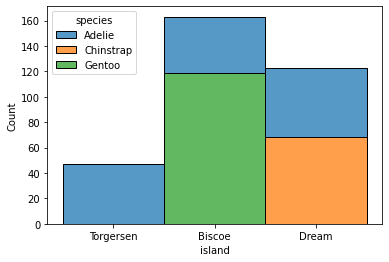 species
Adelie
Chinstrap
Gentoo
160
140
120
100
80
60
40
20
0
Count
Torgersen Biscoe Dream
island